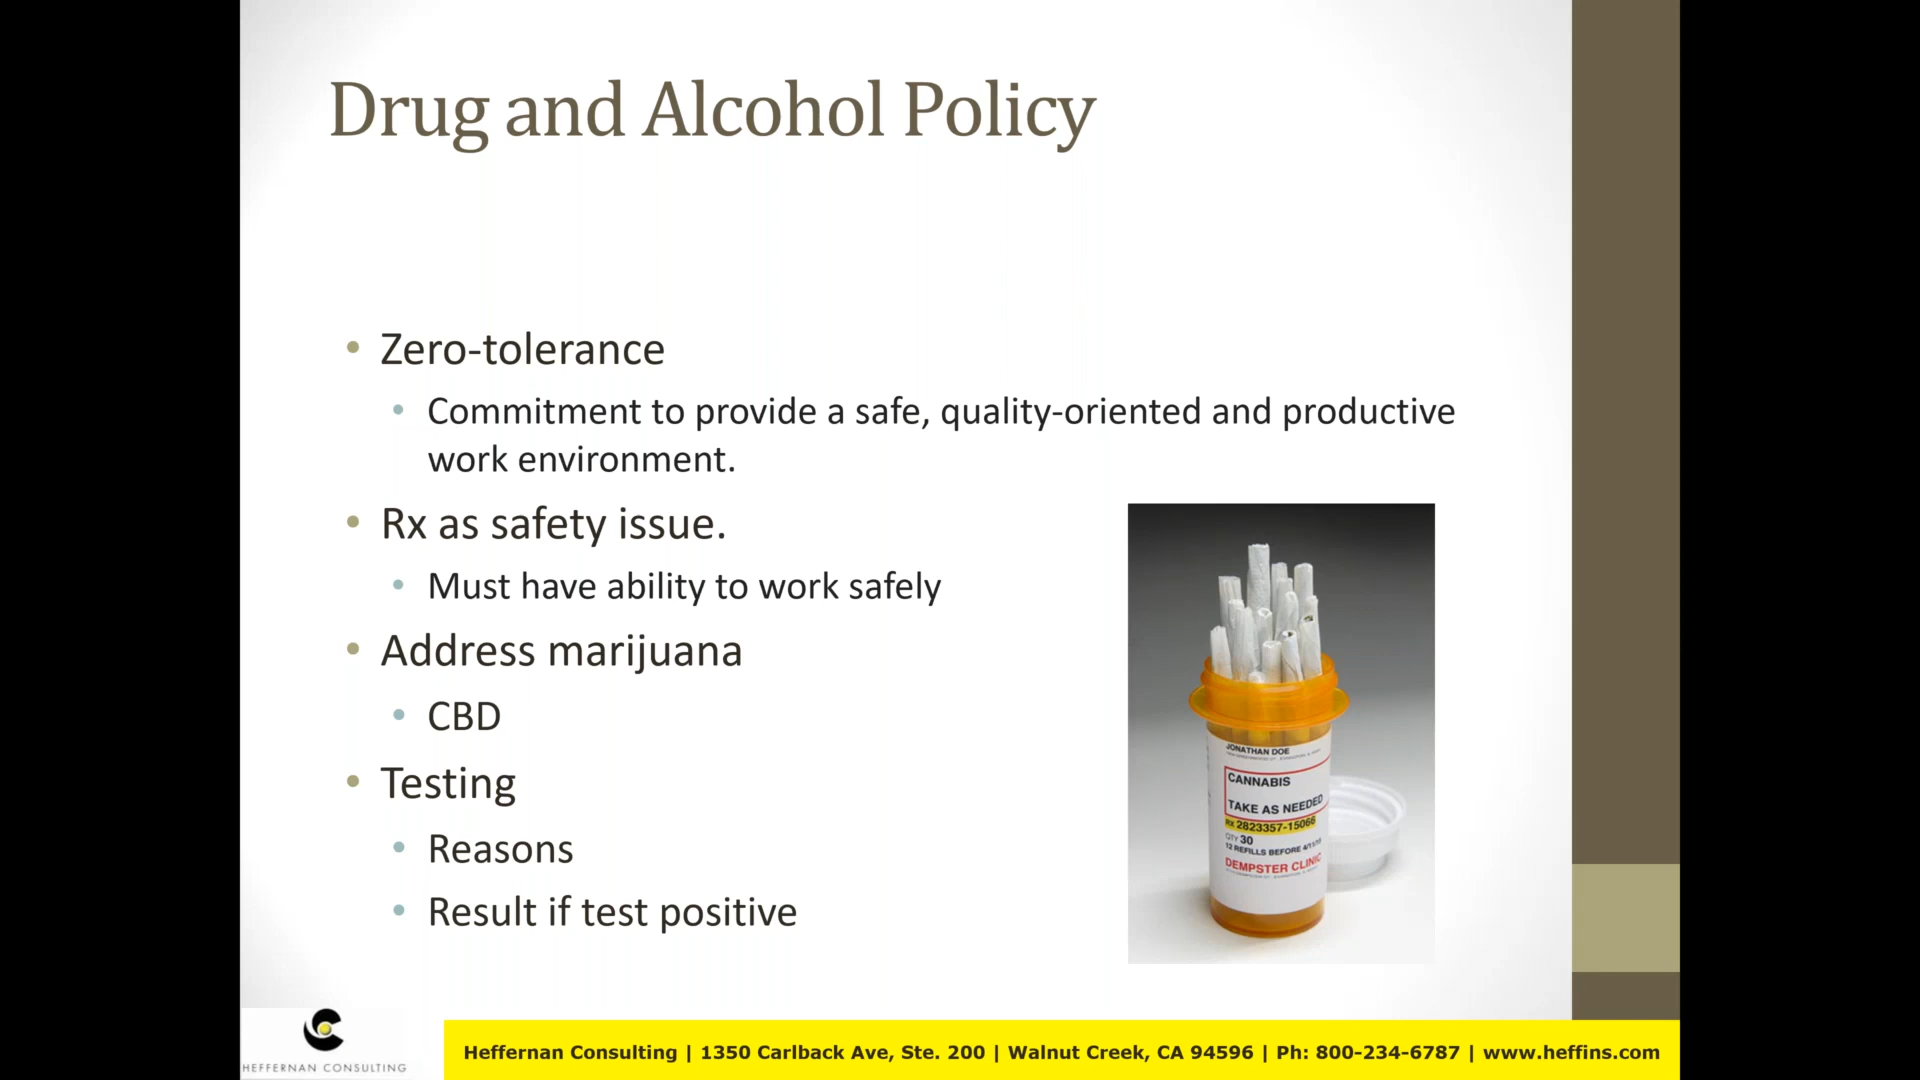 Drug and Alcohol Policy
• Zero-tolerance
• Commitment to provide a safe, quality-oriented and productive
work environment.
• Rx as safety issue.
• Must have ability to work safely
• Address marijuana
• CBD
• Testing
• Reasons
• Result if test positive
JONATHAN DOE
CANNABIS
TAKE AS NEEDED
RX 2823357-15066
QTY 30
12 REFILLS BEFORE
DEMPSTER CLINIC
HEFFERNAN CONSULTING
Heffernan Consulting | 1350 Carlback Ave, Ste. 200 | Walnut Creek, CA 94596 | Ph: 800-234-6787 | www.heffins.com